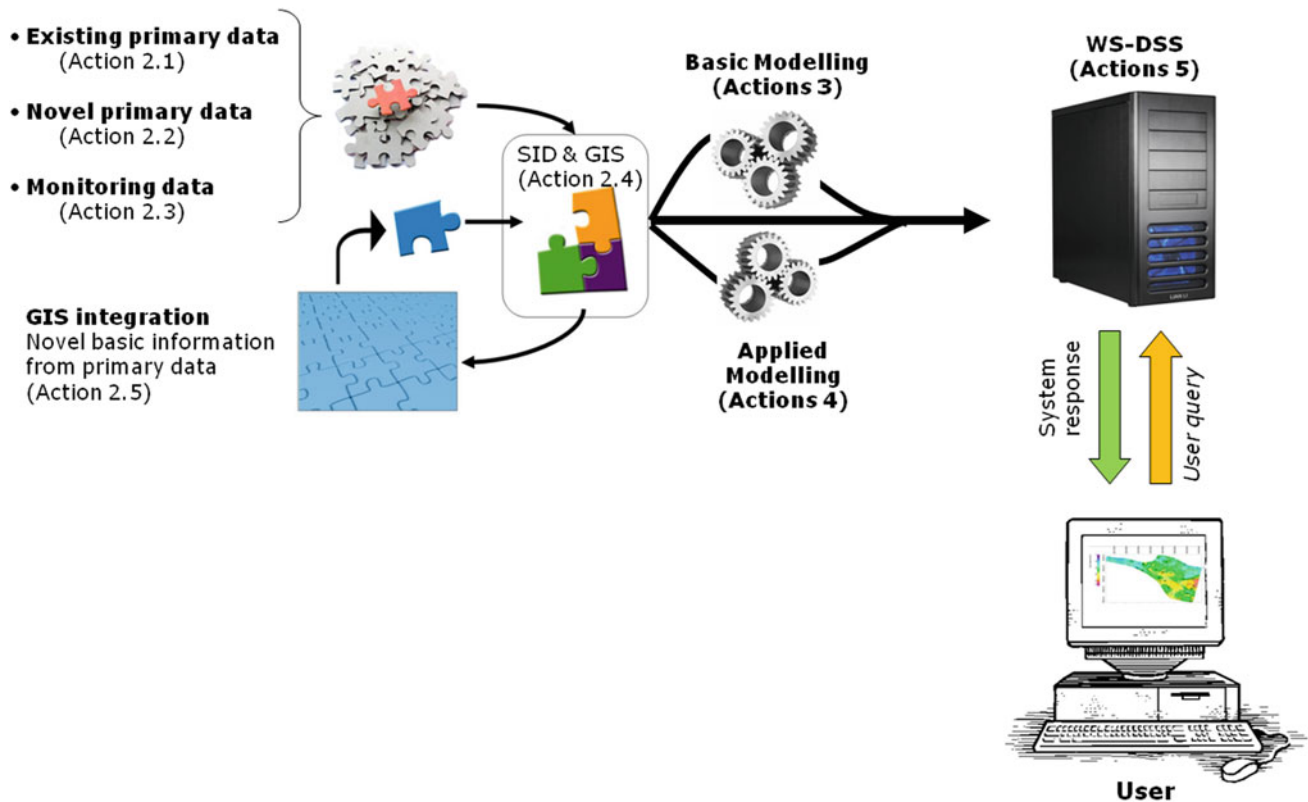 • Existing primary data
(Action 2.1)
• Novel primary data
(Action 2.2)
• Monitoring data
(Action 2.3)
GIS integration
Novel basic information
from primary data
(Action 2.5)
SID & GIS
(Action 2.4)
Basic Modelling
(Actions 3)
Applied
Modelling
(Actions 4)
WS-DSS
(Actions 5)
System
response
User query
User